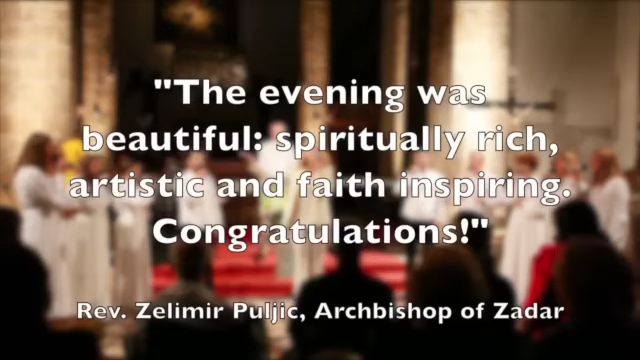 "The evening was
beautiful: spiritually rich,
artistic and faith inspiring.
Congratulations!"
Rev. Zelimir Puljic, Archbishop of Zadar